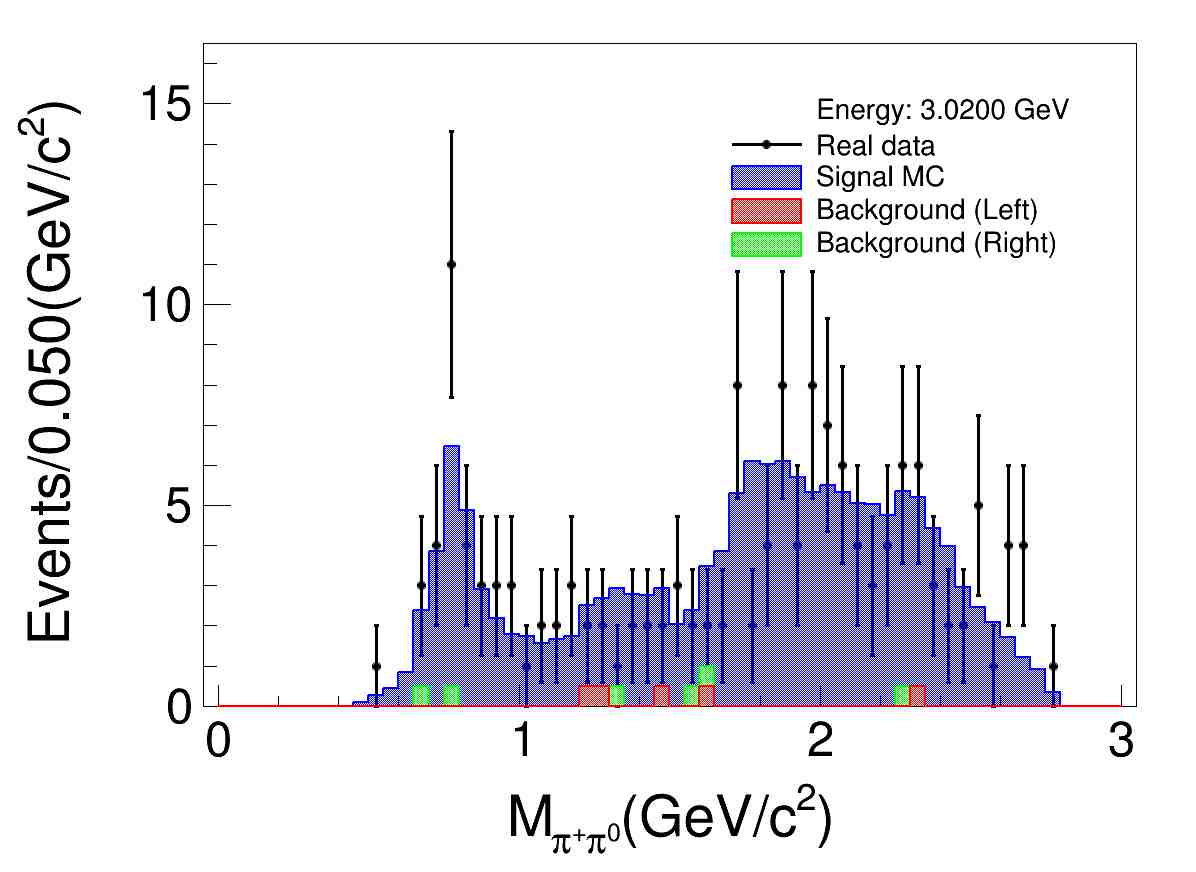 Events/0.050(GeV/c²)
15
10
5
0
Energy: 3.0200 GeV
Real data
Signal MC
Background (Left)
Background (Right)
0 1 2 3
M_π⁺π⁰(GeV/c²)